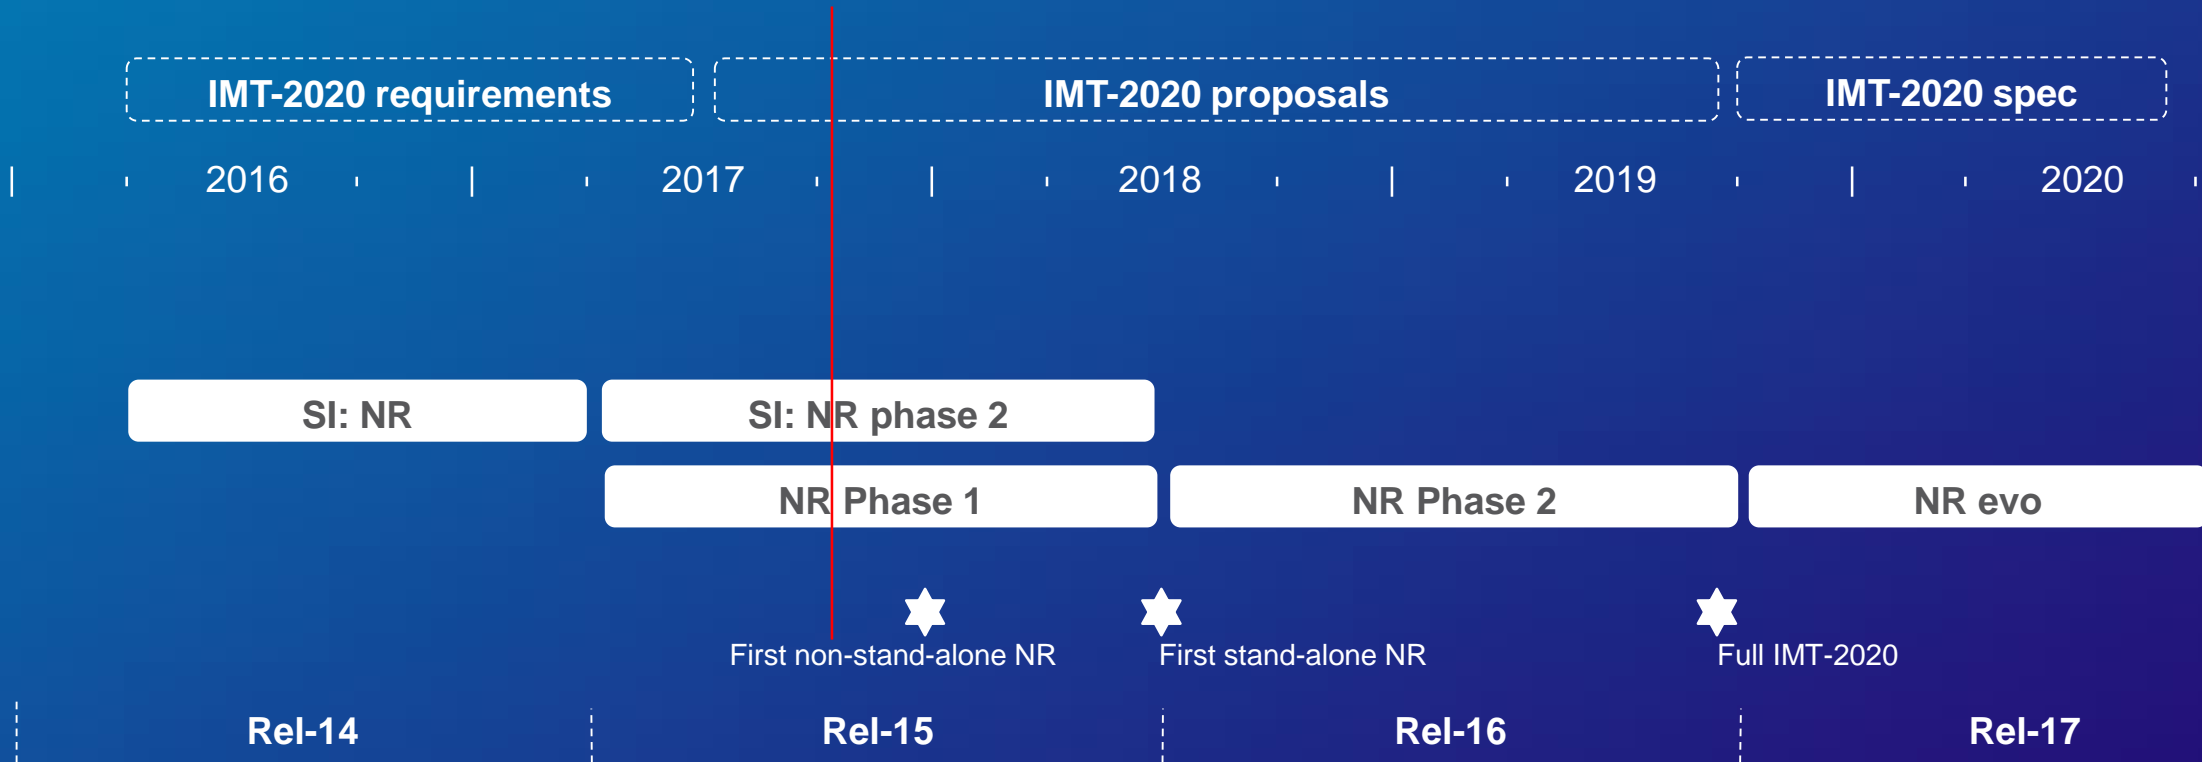 IMT-2020 requirements
IMT-2020 proposals
IMT-2020 spec
2016
2017
2018
2019
2020
SI: NR
SI: NR phase 2
NR Phase 1
NR Phase 2
NR evo
First non-stand-alone NR
First stand-alone NR
Full IMT-2020
Rel-14
Rel-15
Rel-16
Rel-17